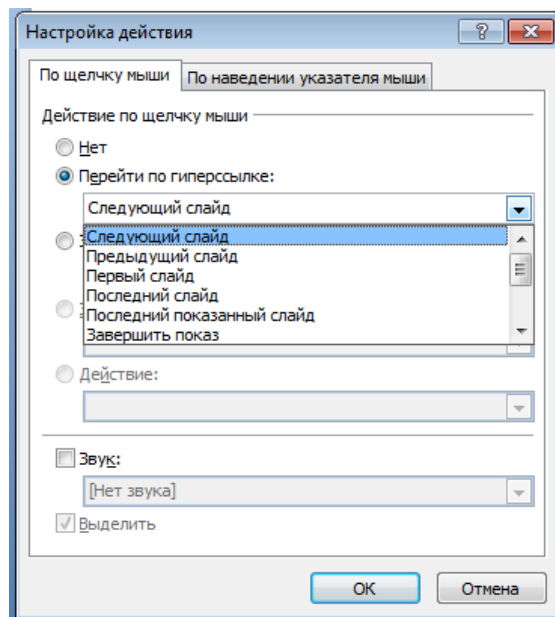 Настройка действия
По щелчку мыши
По наведении указателя мыши
Действие по щелчку мыши
Нет
Перейти по гиперссылке:
Следующий слайд
Следующий слайд
Предыдущий слайд
Первый слайд
Последний слайд
Последний показанный слайд
Завершить показ
Действие:
Звук:
[Нет звука]
Выделить
ОК
Отмена